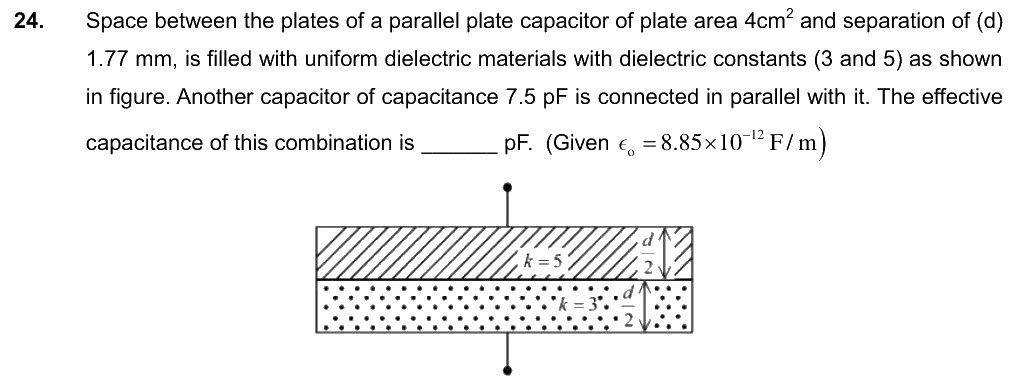 24. Space between the plates of a parallel plate capacitor of plate area 4cm² and separation of (d)
1.77 mm, is filled with uniform dielectric materials with dielectric constants (3 and 5) as shown
in figure. Another capacitor of capacitance 7.5 pF is connected in parallel with it. The effective
capacitance of this combination is _______ pF. (Given ϵ₀ = 8.85×10⁻¹² F/m)
k = 5
d/2
k = 3
d/2